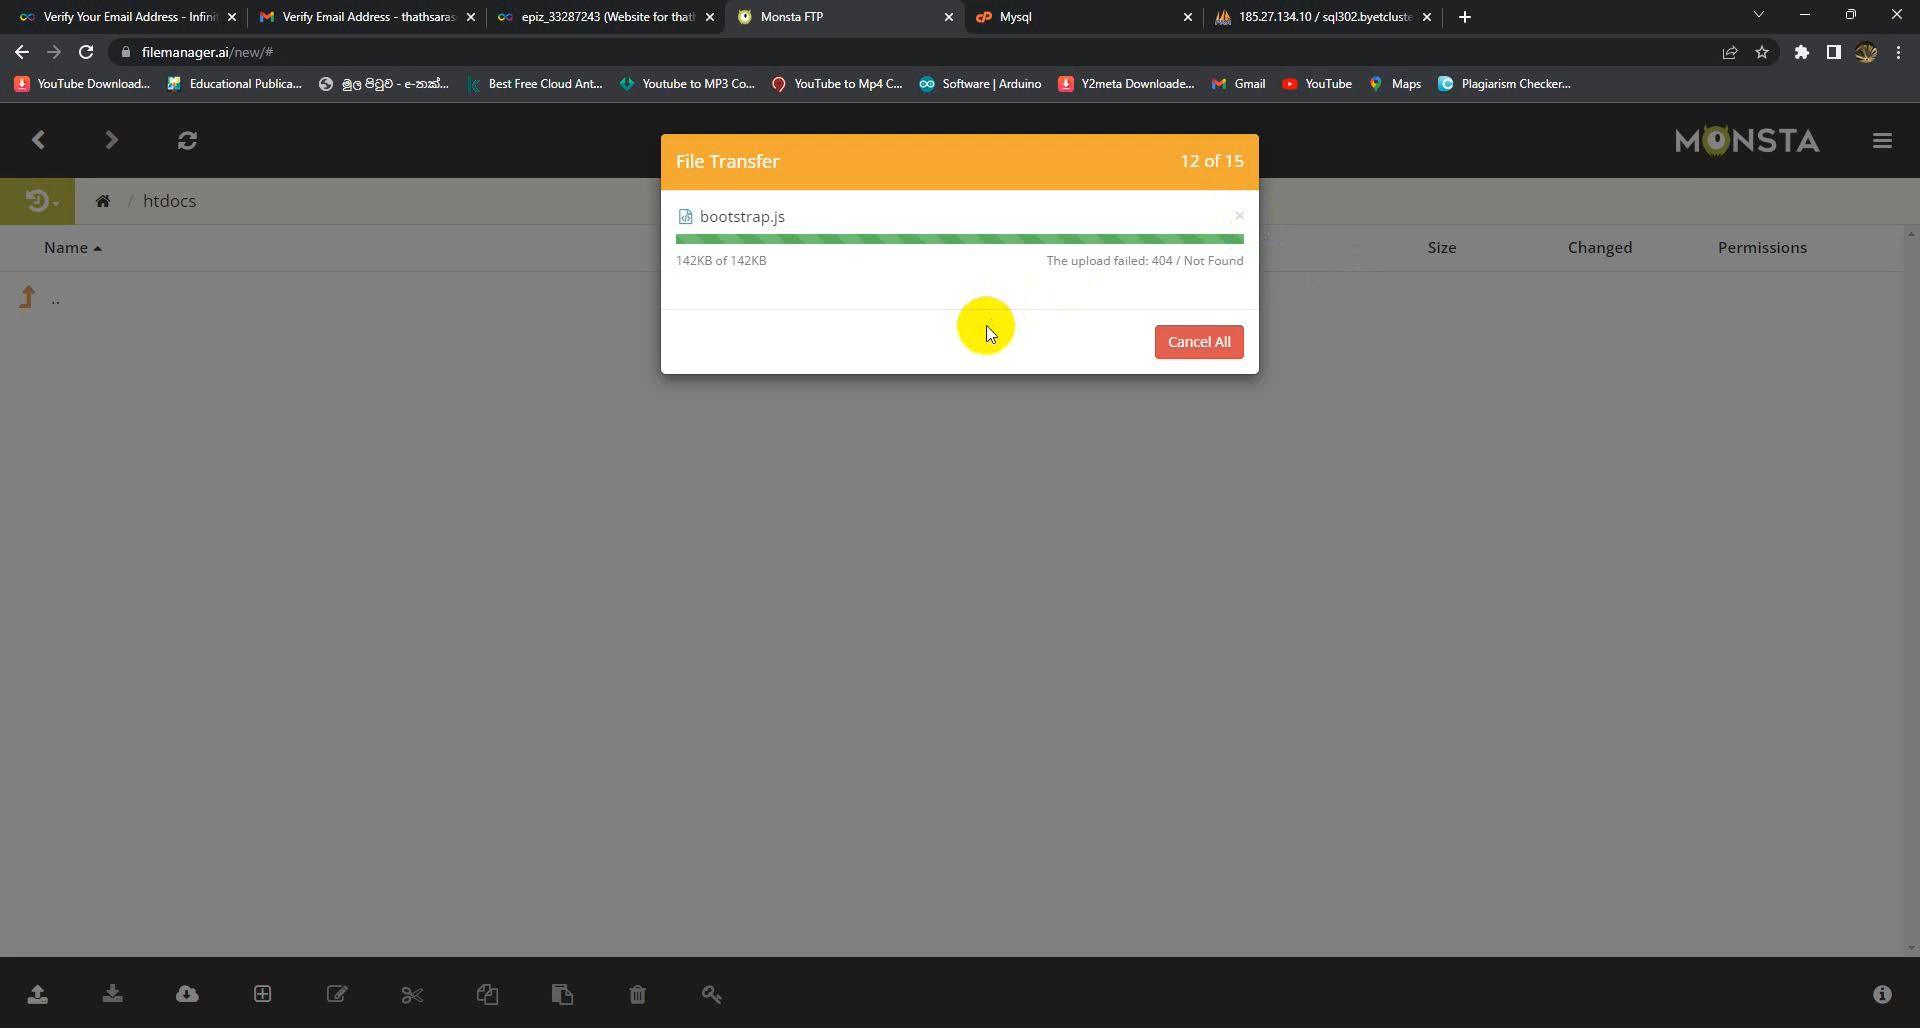 Verify Your Email Address - Infini
Verify Email Address - thathsaras
epiz_33287243 (Website for that
Monsta FTP
Mysql
185.27.134.10 / sql302.byetcluste
filemanager.ai/new/#
YouTube Download...
Educational Publica...
මූල පිටුව - e-තක්...
Best Free Cloud Ant...
Youtube to MP3 Co...
YouTube to Mp4 C...
Software | Arduino
Y2meta Downloade...
Gmail
YouTube
Maps
Plagiarism Checker...
MONSTA
File Transfer
12 of 15
/ htdocs
bootstrap.js
142KB of 142KB
The upload failed: 404 / Not Found
Name
Size
Changed
Permissions
..
Cancel All